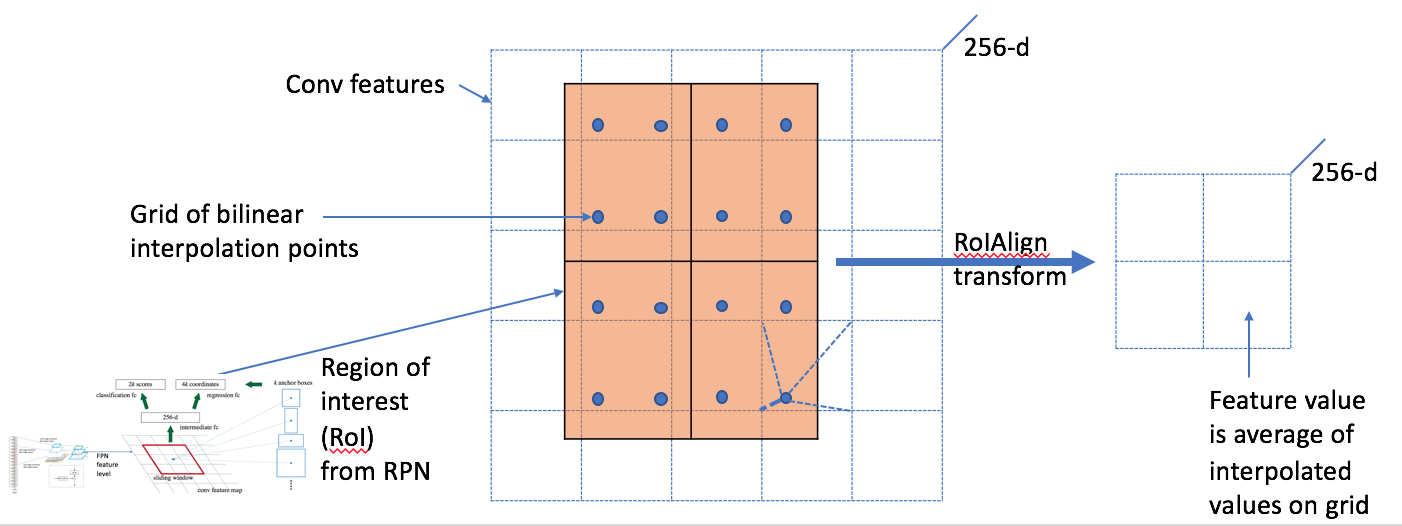 256-d
Conv features
256-d
Grid of bilinear
interpolation points
RoIAlign
transform
Region of
interest
(RoI)
from RPN
2k scores
4k coordinates
k anchor boxes
classification fc
regression fc
256-d
intermediate fc
FPN
feature
level
sliding window
conv feature map
Feature value
is average of
interpolated
values on grid